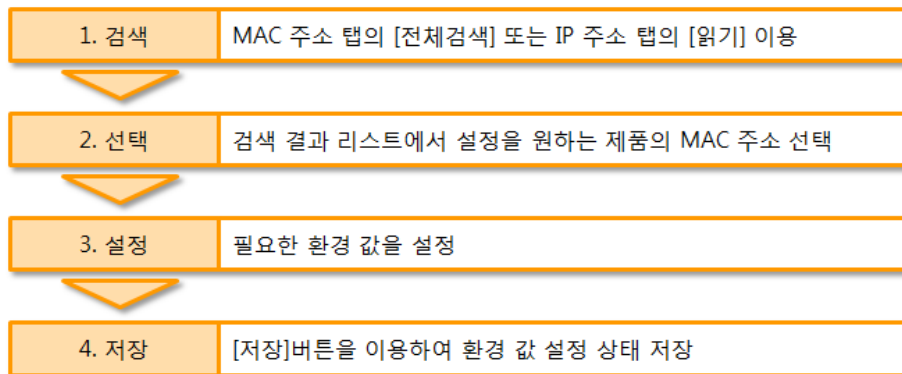 1. 검색
MAC 주소 탭의 [전체검색] 또는 IP 주소 탭의 [읽기] 이용
2. 선택
검색 결과 리스트에서 설정을 원하는 제품의 MAC 주소 선택
3. 설정
필요한 환경 값을 설정
4. 저장
[저장]버튼을 이용하여 환경 값 설정 상태 저장